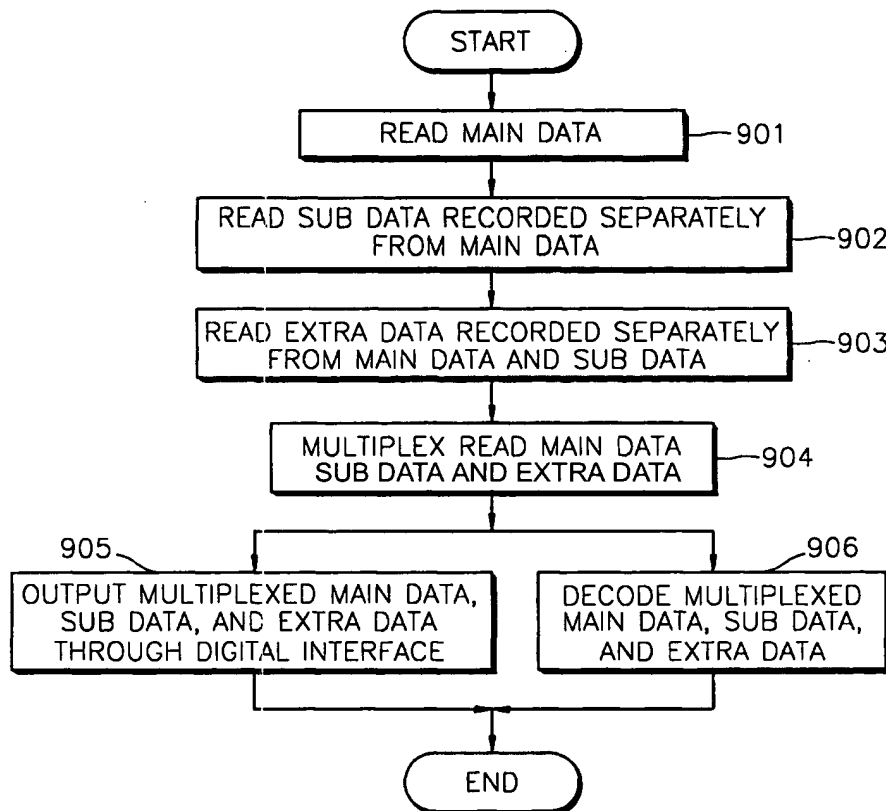 START
READ MAIN DATA
901
READ SUB DATA RECORDED SEPARATELY
FROM MAIN DATA
902
READ EXTRA DATA RECORDED SEPARATELY
FROM MAIN DATA AND SUB DATA
903
MULTIPLEX READ MAIN DATA
SUB DATA AND EXTRA DATA
904
905
OUTPUT MULTIPLEXED MAIN DATA,
SUB DATA, AND EXTRA DATA
THROUGH DIGITAL INTERFACE
906
DECODE MULTIPLEXED
MAIN DATA, SUB DATA,
AND EXTRA DATA
END